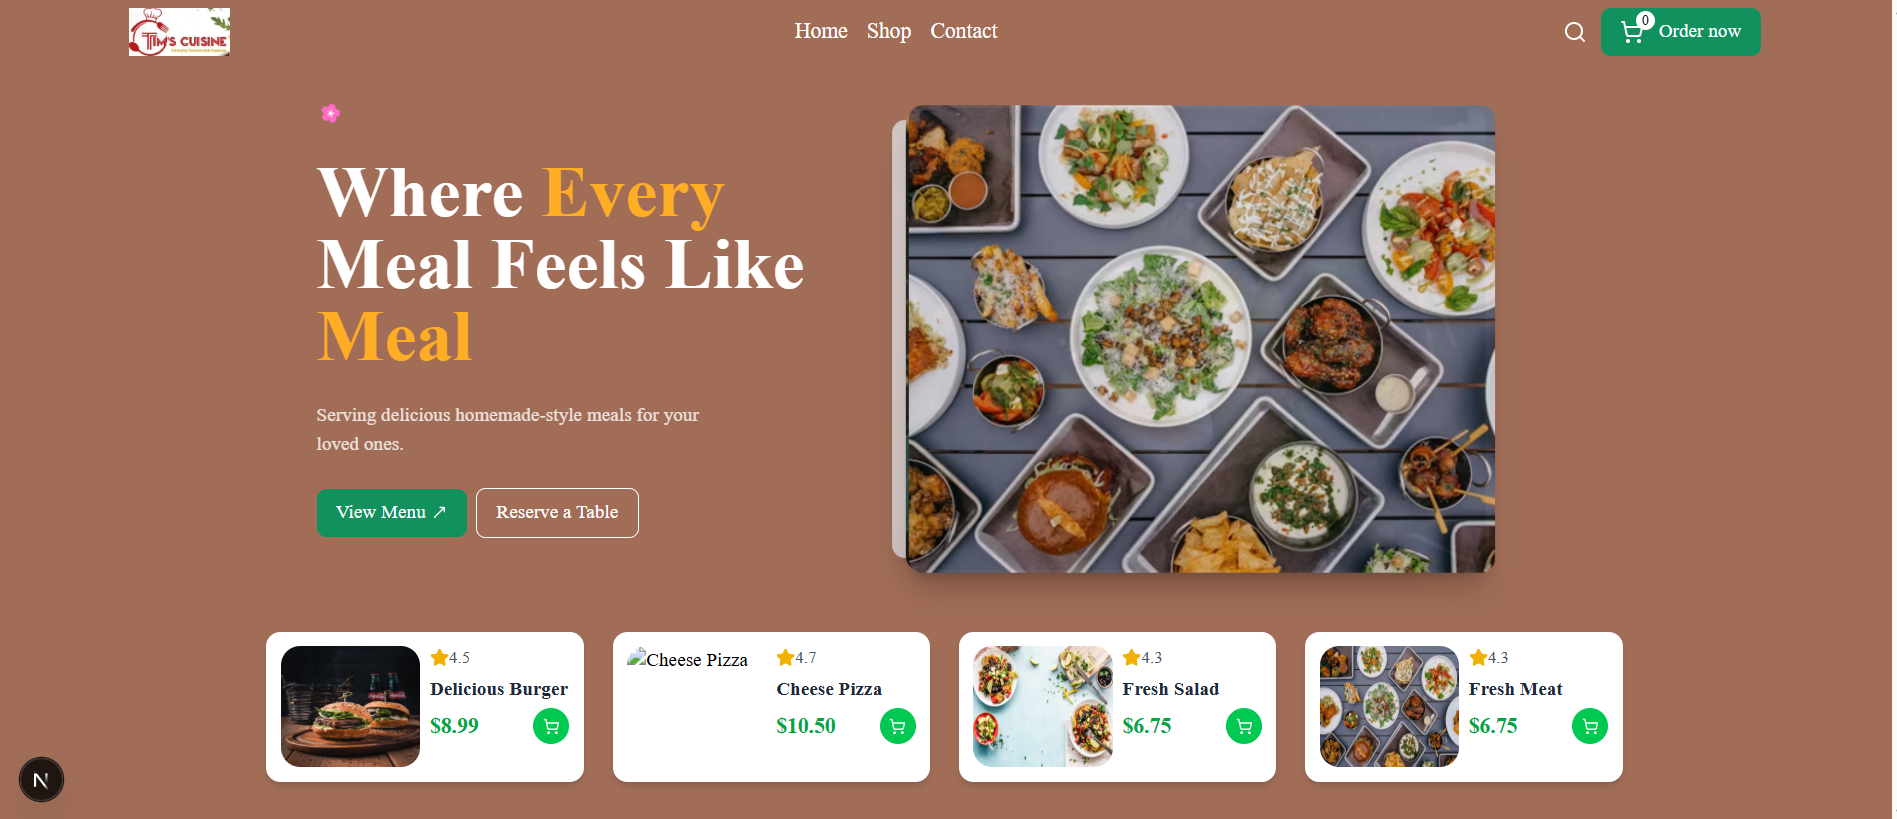 TIM'S CUISINE
Home Shop Contact
0
Order now
Where Every
Meal Feels Like
Meal
Serving delicious homemade-style meals for your
loved ones.
View Menu ↗
Reserve a Table
4.5
Delicious Burger
$8.99
Cheese Pizza
4.7
Cheese Pizza
$10.50
4.3
Fresh Salad
$6.75
4.3
Fresh Meat
$6.75
N